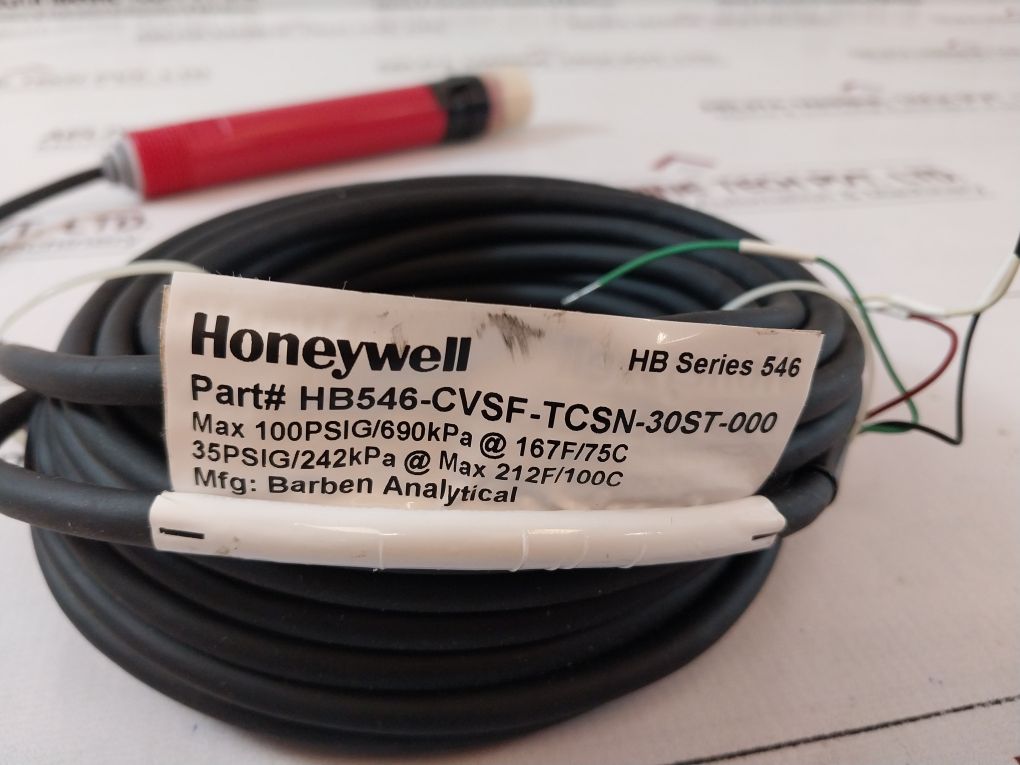 Honeywell
HB Series 546
Part# HB546-CVSF-TCSN-30ST-000
Max 100PSIG/690kPa @ 167F/75C
35PSIG/242kPa @ Max 212F/100C
Mfg: Barben Analytical